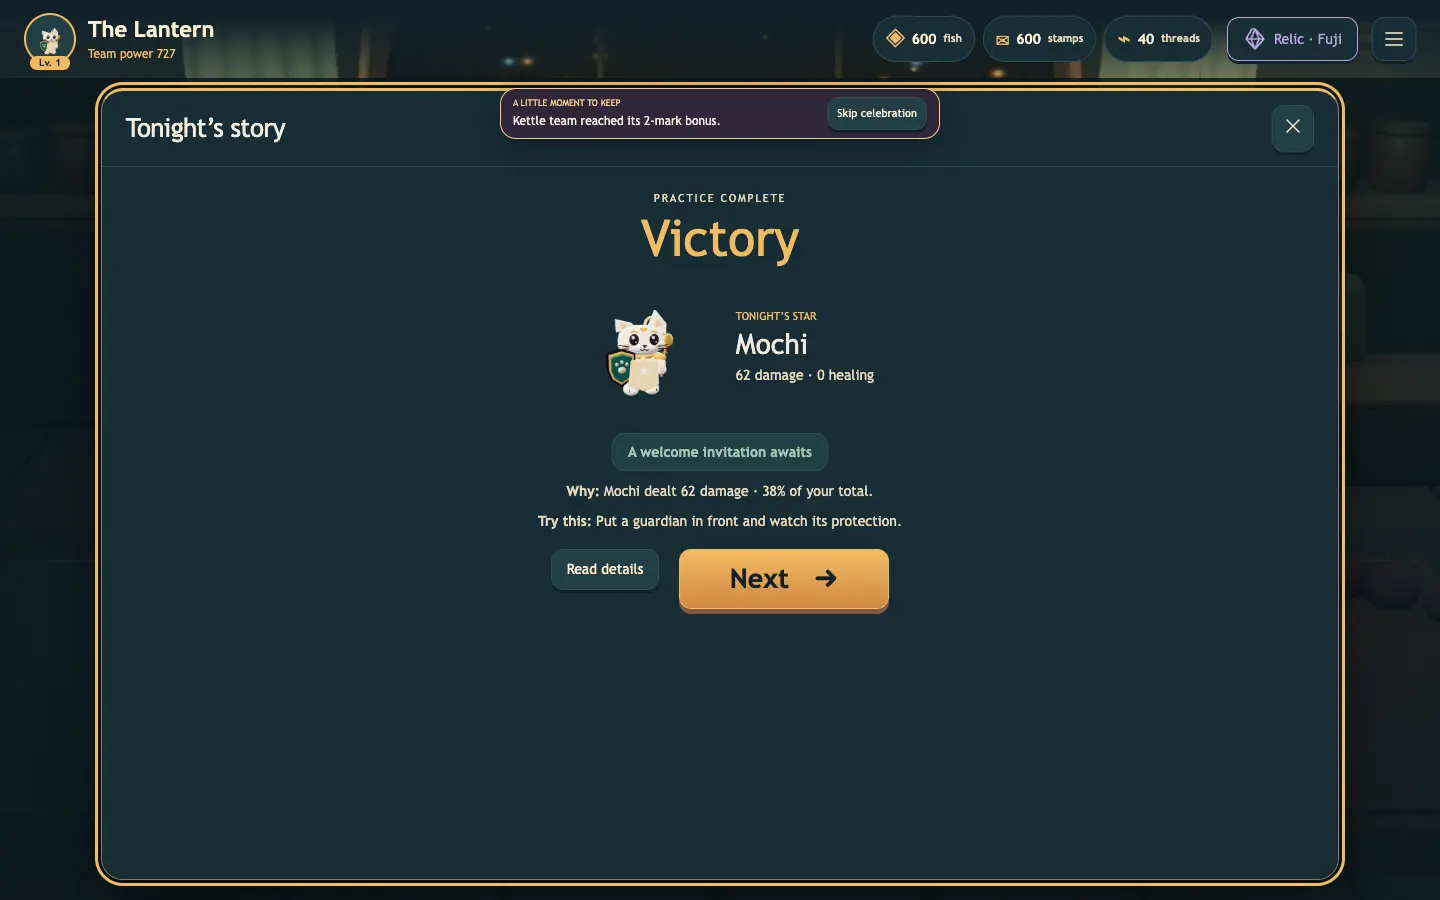 The Lantern
Team power 727
Lv. 1
600 fish
600 stamps
40 threads
Relic · Fuji
A LITTLE MOMENT TO KEEP
Kettle team reached its 2-mark bonus.
Skip celebration
Tonight’s story
PRACTICE COMPLETE
Victory
TONIGHT’S STAR
Mochi
62 damage · 0 healing
A welcome invitation awaits
Why: Mochi dealt 62 damage · 38% of your total.
Try this: Put a guardian in front and watch its protection.
Read details
Next →